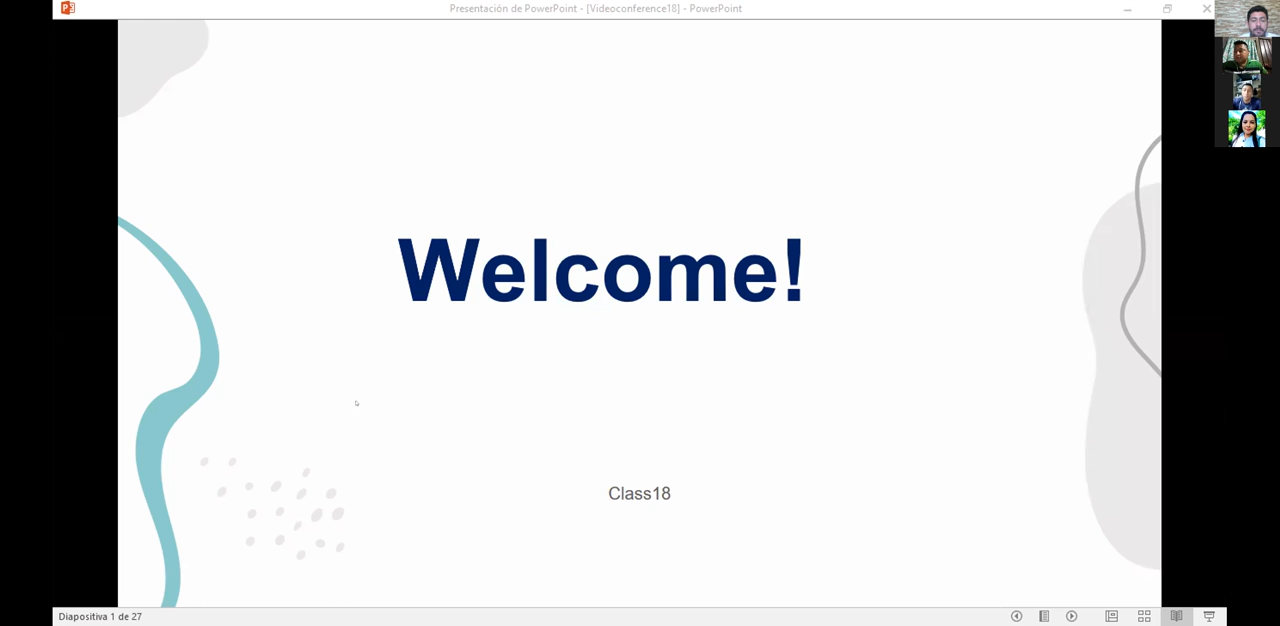 Presentación de PowerPoint - [Videoconference18] - PowerPoint
Welcome!
Class18
Diapositiva 1 de 27